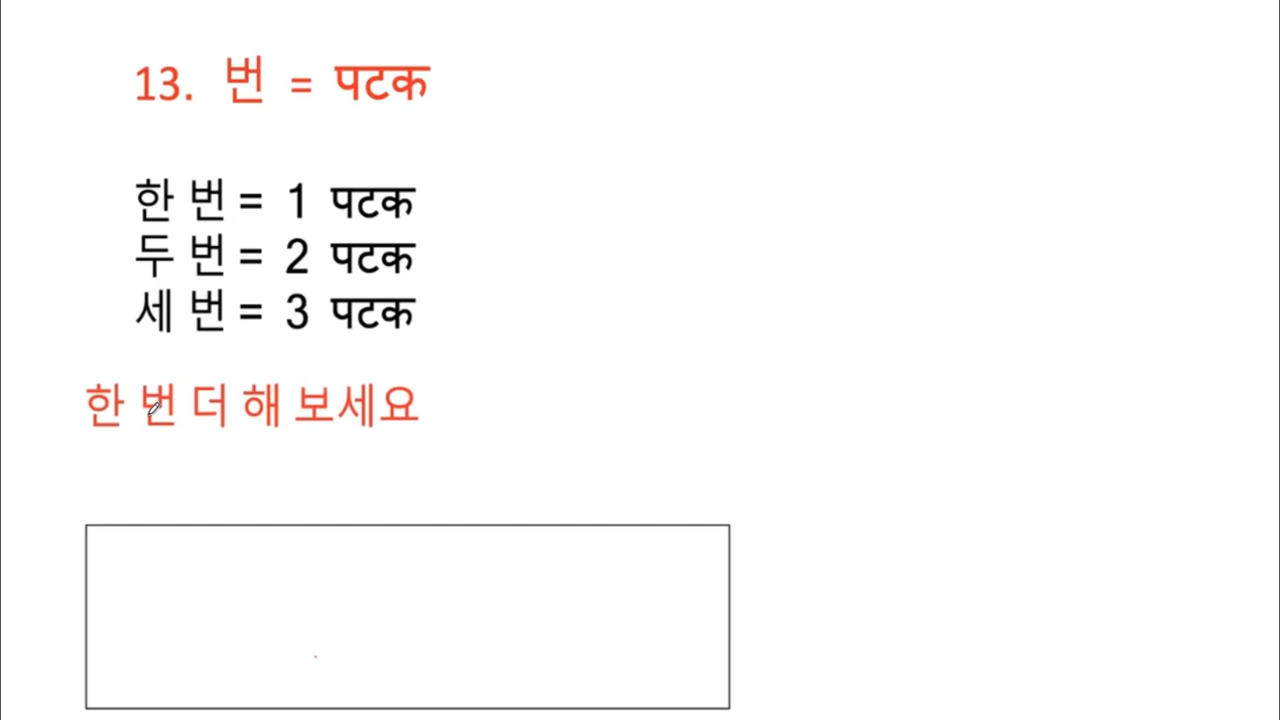 13. 번 = पटक
한 번 = 1 पटक
두 번 = 2 पटक
세 번 = 3 पटक
한 번 더 해 보세요